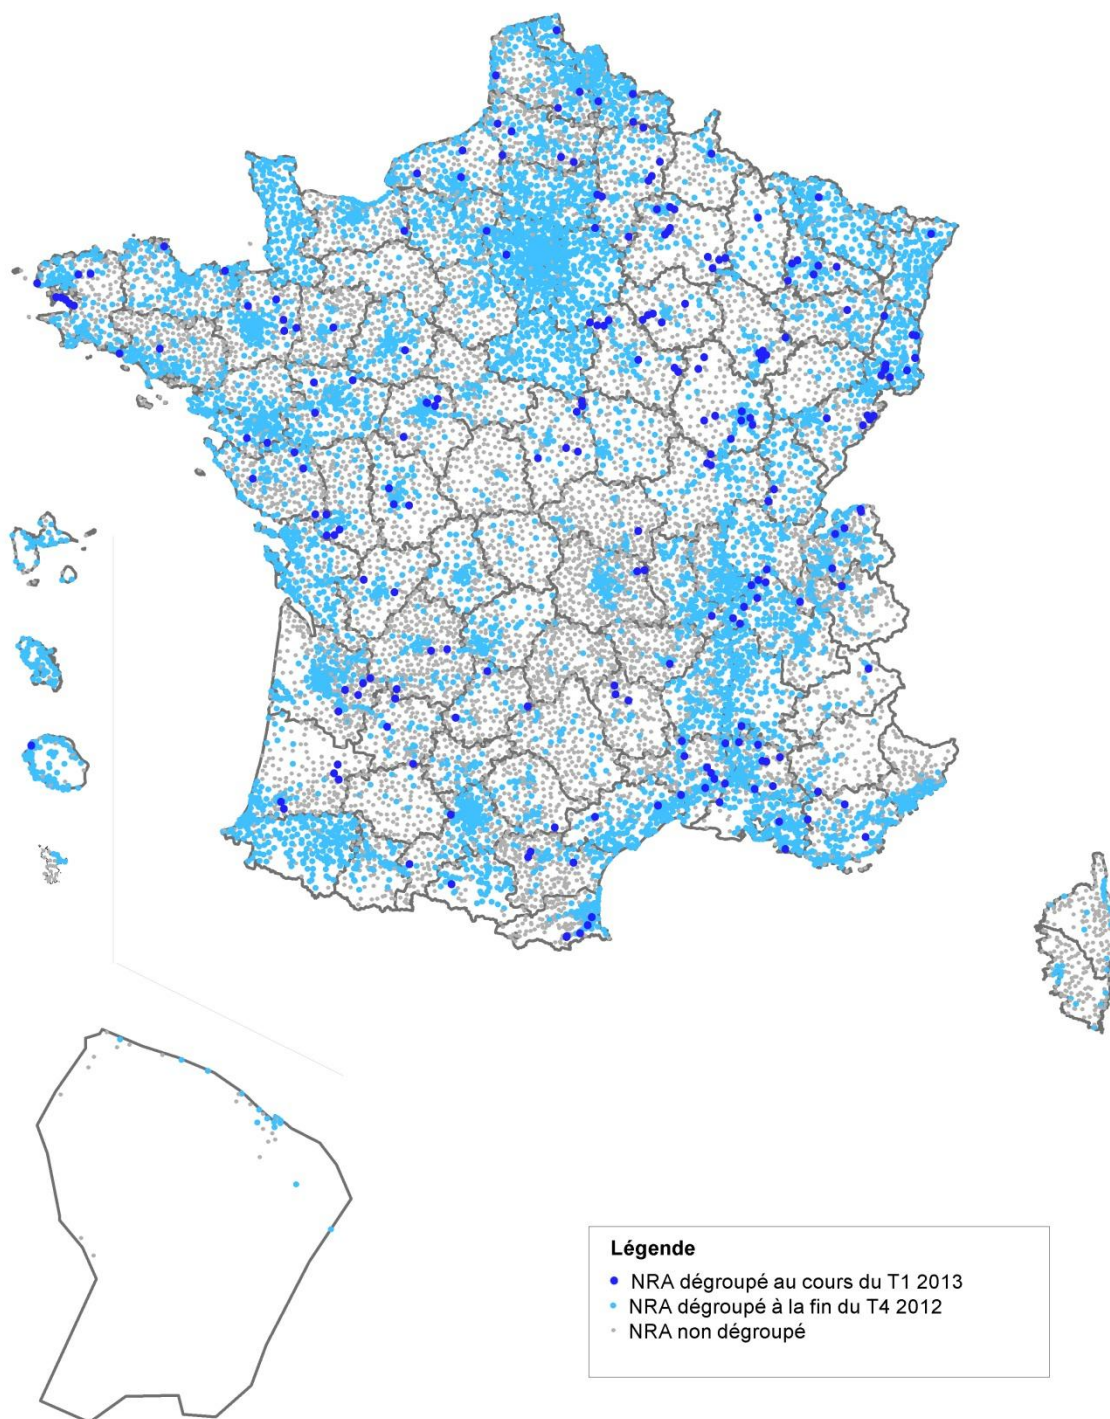 Légende
NRA dégroupé au cours du T1 2013
NRA dégroupé à la fin du T4 2012
NRA non dégroupé